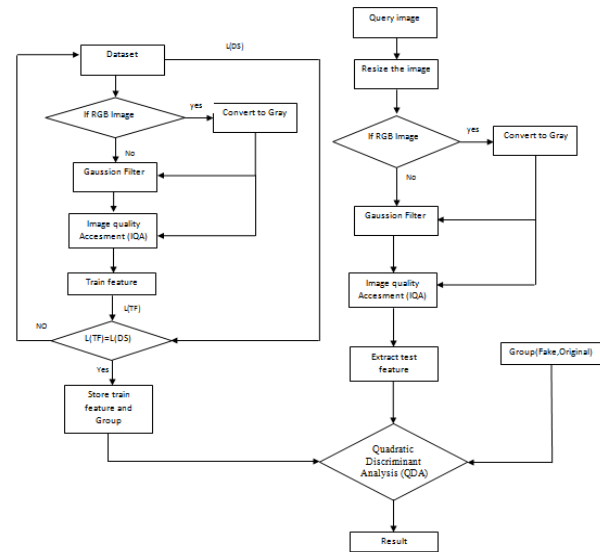 Dataset
L(DS)
If RGB Image
yes
Convert to Gray
No
Gaussion Filter
Image quality
Accesment (IQA)
Train feature
L(TF)
NO
L(TF)=L(DS)
Yes
Store train
feature and
Group
Query image
Resize the image
If RGB Image
yes
Convert to Gray
No
Gaussion Filter
Image quality
Accesment (IQA)
Extract test
feature
Group(Fake,Original)
Quadratic
Discriminant
Analysis (QDA)
Result